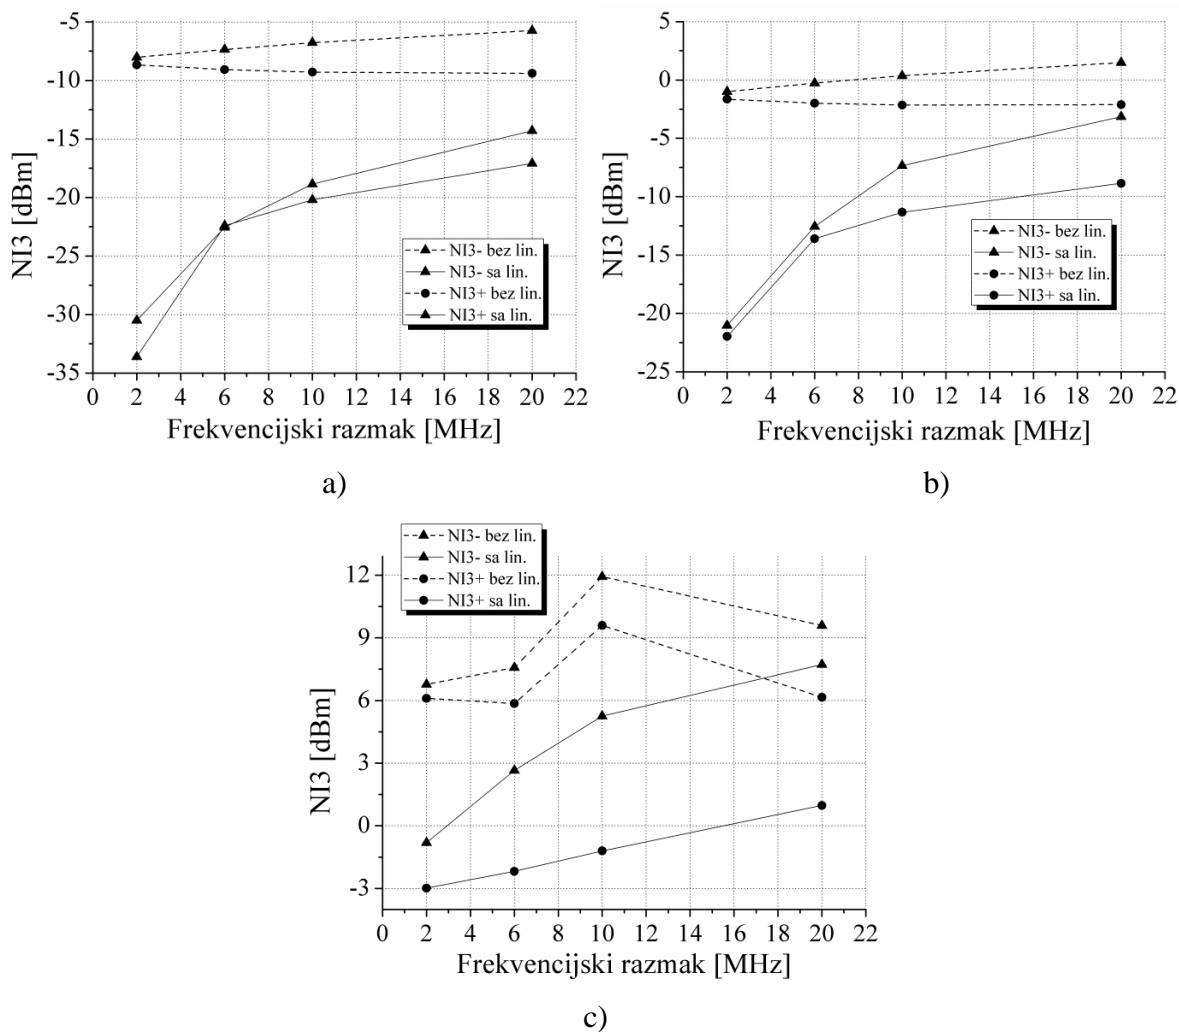 -5
-10
-15
-20
-25
-30
-35
NI3 [dBm]
NI3- bez lin.
NI3- sa lin.
NI3+ bez lin.
NI3+ sa lin.
0 2 4 6 8 10 12 14 16 18 20 22
Frekvencijski razmak [MHz]
a)
5
0
-5
-10
-15
-20
-25
NI3 [dBm]
NI3- bez lin.
NI3- sa lin.
NI3+ bez lin.
NI3+ sa lin.
0 2 4 6 8 10 12 14 16 18 20 22
Frekvencijski razmak [MHz]
b)
NI3- bez lin.
NI3- sa lin.
NI3+ bez lin.
NI3+ sa lin.
12
9
6
3
0
-3
NI3 [dBm]
0 2 4 6 8 10 12 14 16 18 20 22
Frekvencijski razmak [MHz]
c)